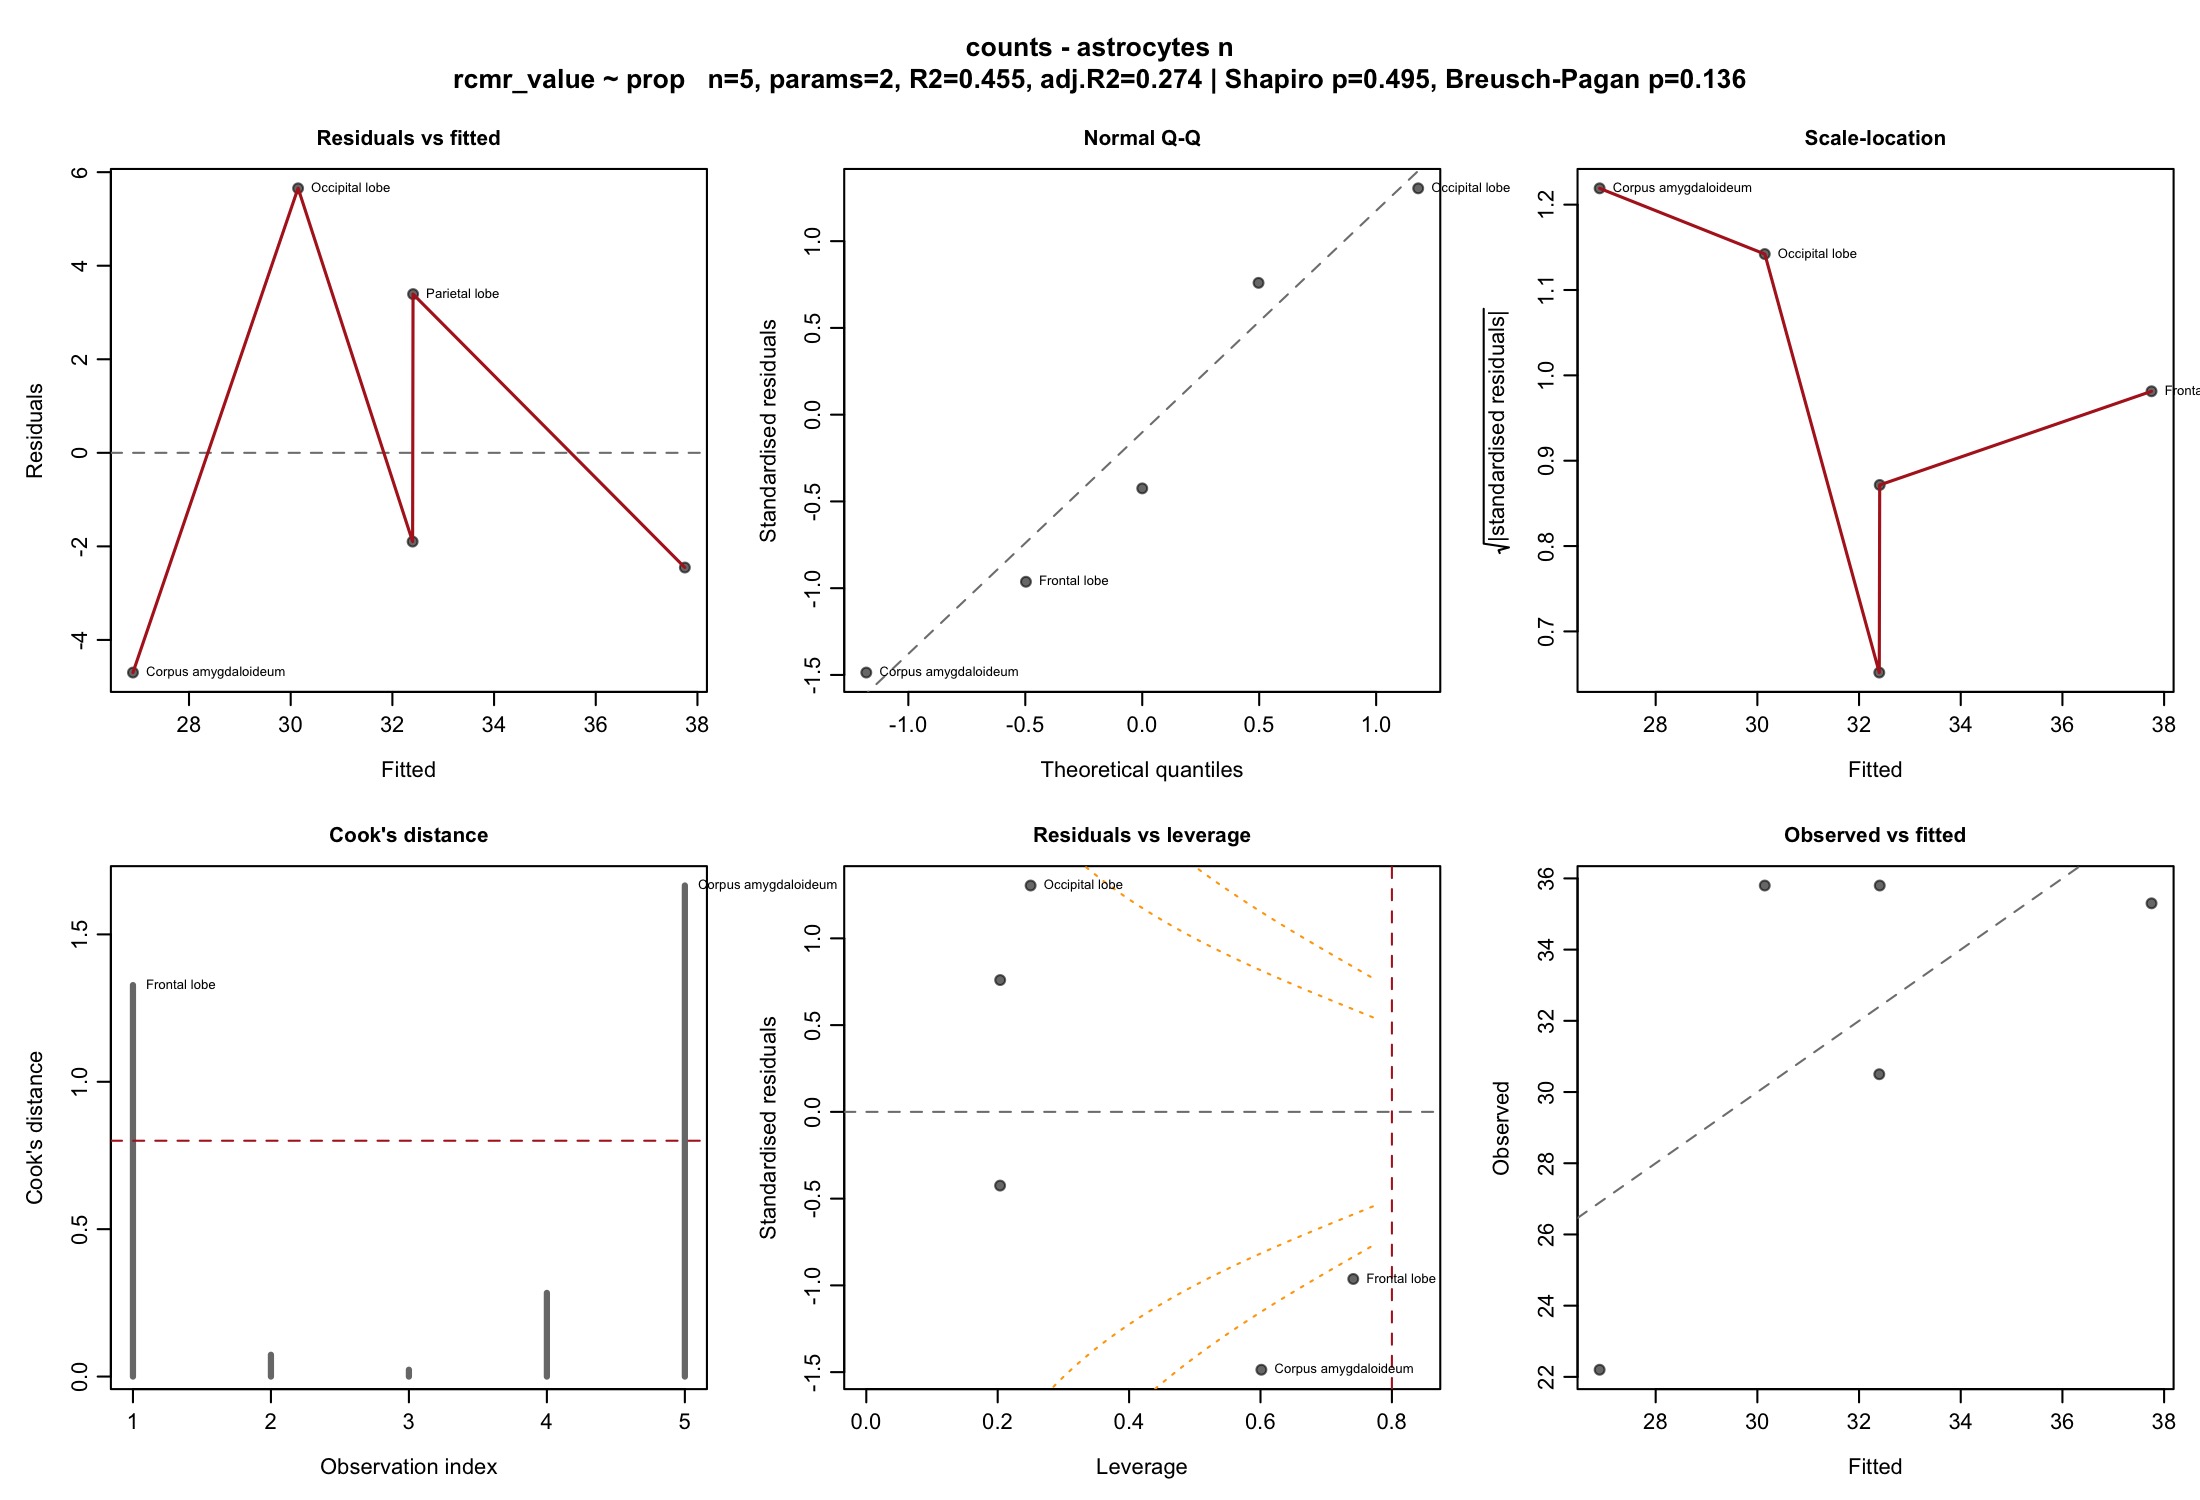 counts - astrocytes n
rcmr_value ~ prop   n=5, params=2, R2=0.455, adj.R2=0.274 | Shapiro p=0.495, Breusch-Pagan p=0.136
Residuals vs fitted
Residuals
6
4
2
0
-2
-4
Occipital lobe
Parietal lobe
Corpus amygdaloideum
28 30 32 34 36 38
Fitted
Normal Q-Q
Standardised residuals
1.0
0.5
0.0
-0.5
-1.0
-1.5
Occipital lobe
Frontal lobe
Corpus amygdaloideum
-1.0 -0.5 0.0 0.5 1.0
Theoretical quantiles
Scale-location
√|standardised residuals|
1.2
1.1
1.0
0.9
0.8
0.7
Corpus amygdaloideum
Occipital lobe
Fronta
28 30 32 34 36 38
Fitted
Cook's distance
Cook's distance
1.5
1.0
0.5
0.0
Corpus amygdaloideum
Frontal lobe
1 2 3 4 5
Observation index
Residuals vs leverage
Standardised residuals
1.0
0.5
0.0
-0.5
-1.0
-1.5
Occipital lobe
Frontal lobe
Corpus amygdaloideum
0.0 0.2 0.4 0.6 0.8
Leverage
Observed vs fitted
Observed
36
34
32
30
28
26
24
22
28 30 32 34 36 38
Fitted